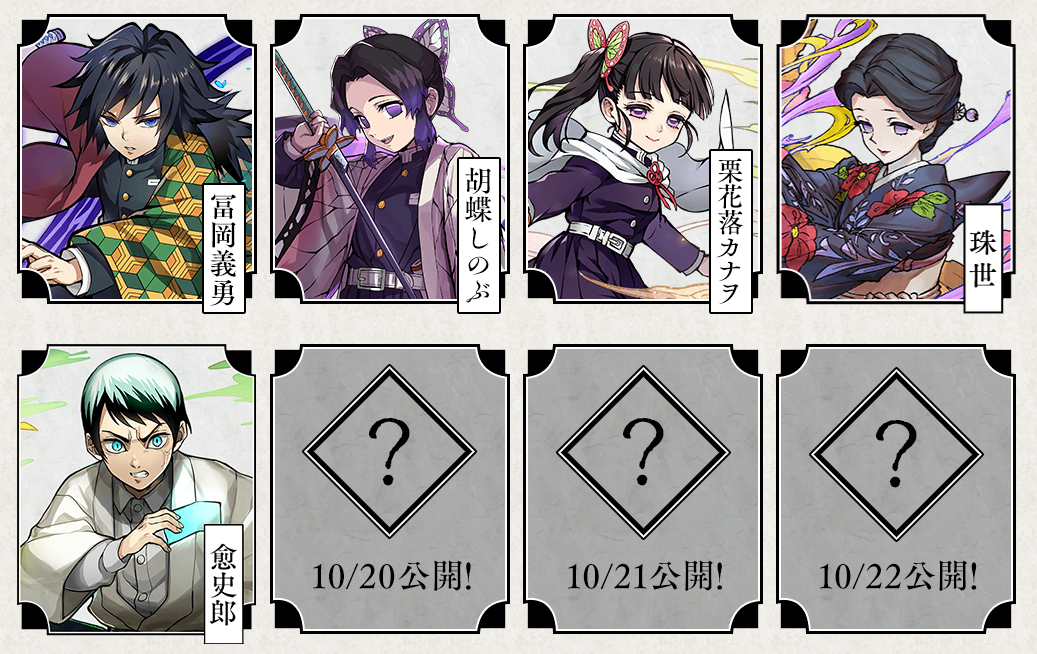 冨岡義勇
胡蝶しのぶ
栗花落カナヲ
珠世
愈史郎
?
10/20公開!
?
10/21公開!
?
10/22公開!